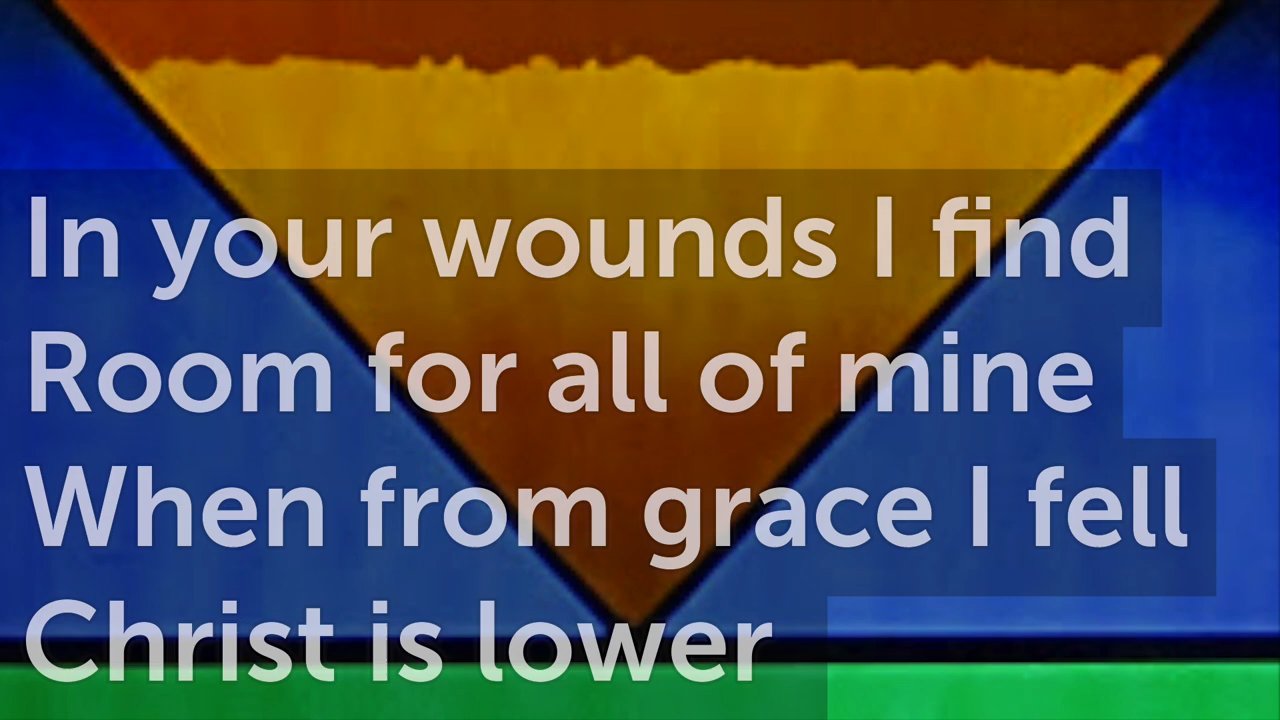 In your wounds I find
Room for all of mine
When from grace I fell
Christ is lower